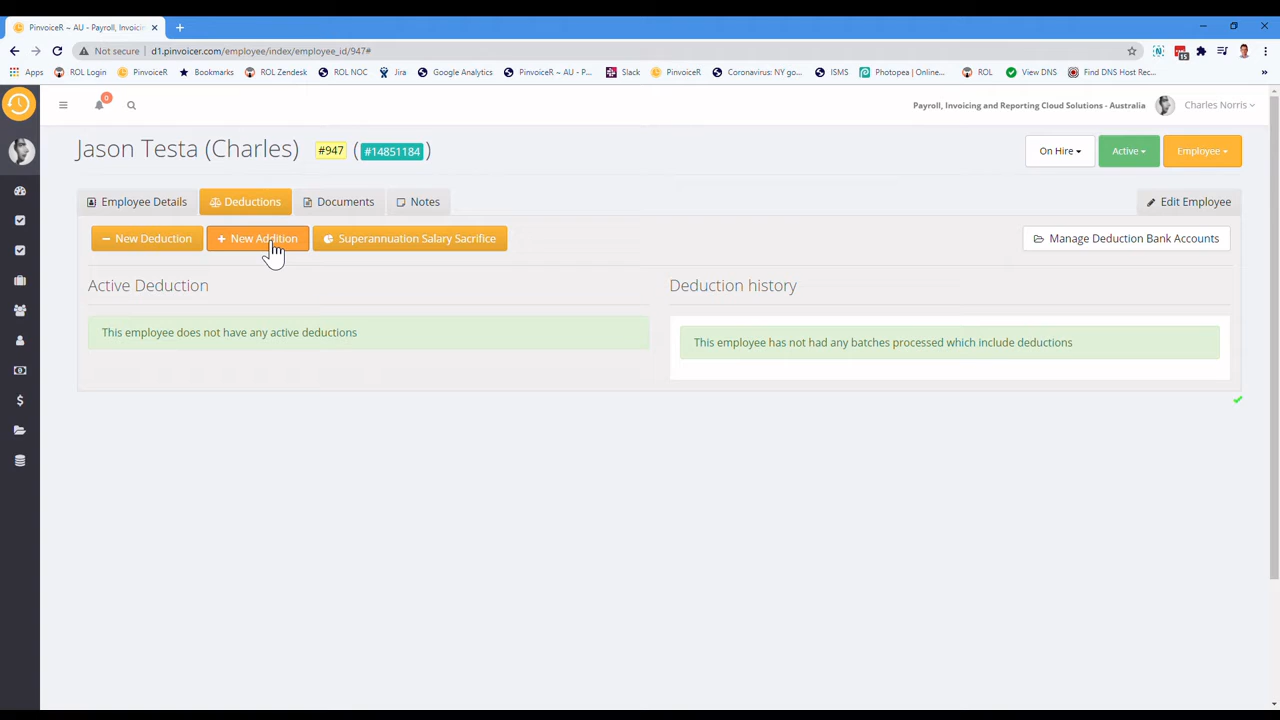 PinvoiceR ~ AU - Payroll, Invoicin
Not secure d1.pinvoicer.com/employee/index/employee_id/947#
Apps ROL Login PinvoiceR Bookmarks ROL Zendesk ROL NOC Jira Google Analytics PinvoiceR ~ AU - P... Slack PinvoiceR Coronavirus: NY go... ISMS Photopea | Online... ROL View DNS Find DNS Host Rec... »
15
0
Payroll, Invoicing and Reporting Cloud Solutions - Australia Charles Norris
Jason Testa (Charles) #947 (#14851184)
On Hire Active Employee
Employee Details Deductions Documents Notes Edit Employee
New Deduction New Addition Superannuation Salary Sacrifice Manage Deduction Bank Accounts
Active Deduction
This employee does not have any active deductions
Deduction history
This employee has not had any batches processed which include deductions